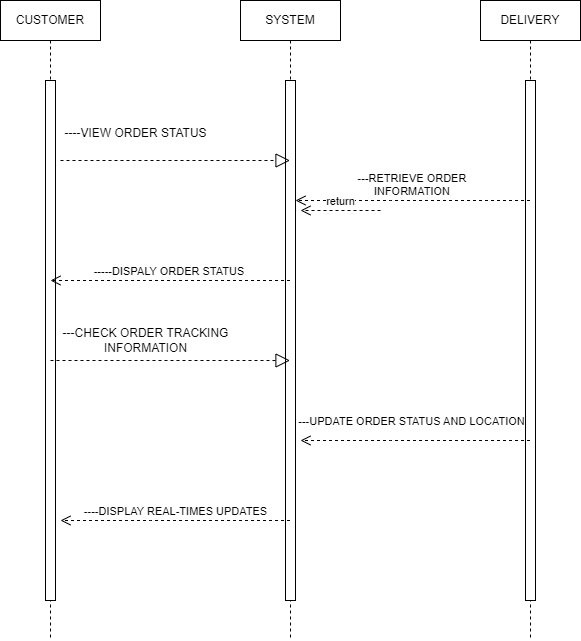 CUSTOMER
SYSTEM
DELIVERY
----VIEW ORDER STATUS
---RETRIEVE ORDER
INFORMATION
return
-----DISPALY ORDER STATUS
---CHECK ORDER TRACKING
INFORMATION
---UPDATE ORDER STATUS AND LOCATION
----DISPLAY REAL-TIMES UPDATES